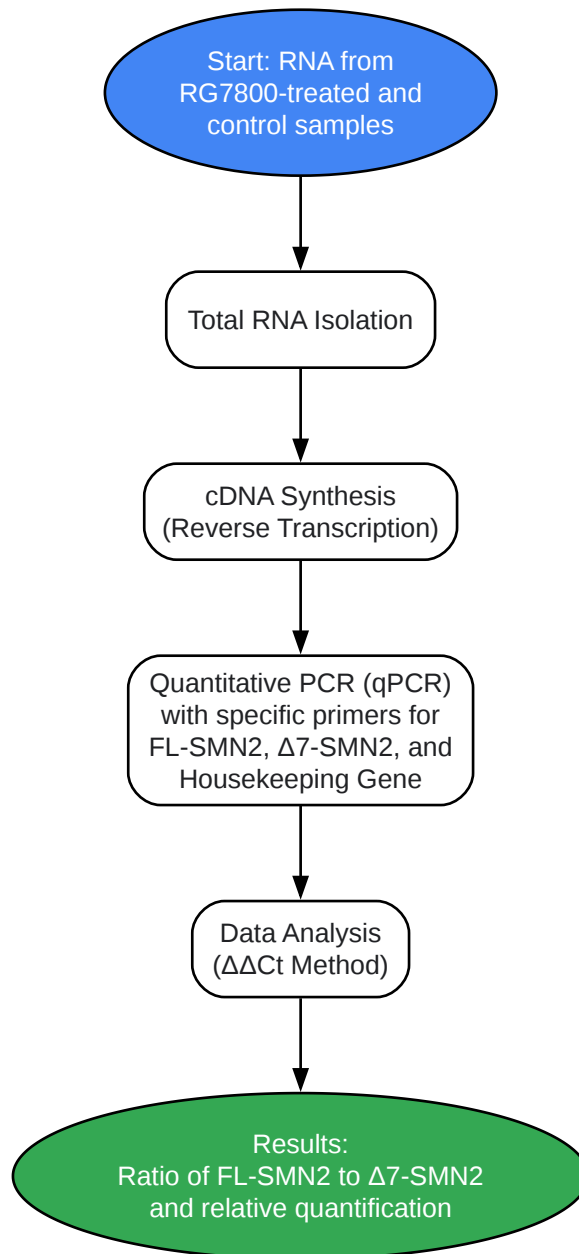 Start: RNA from
RG7800-treated and
control samples
Total RNA Isolation
cDNA Synthesis
(Reverse Transcription)
Quantitative PCR (qPCR)
with specific primers for
FL-SMN2, Δ7-SMN2, and
Housekeeping Gene
Data Analysis
(ΔΔCt Method)
Results:
Ratio of FL-SMN2 to Δ7-SMN2
and relative quantification